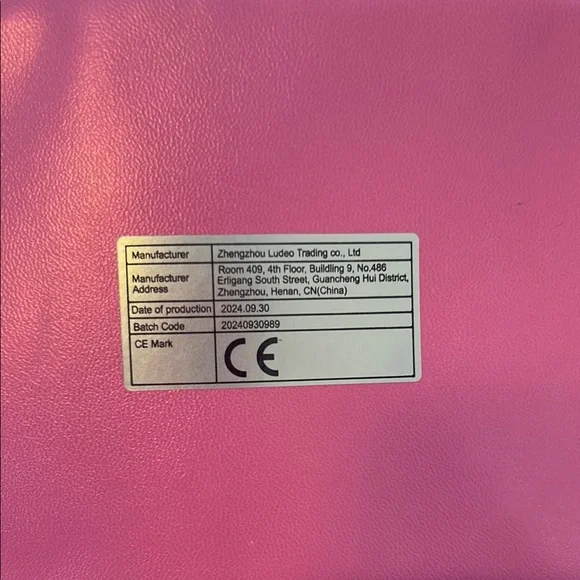 Manufacturer Zhengzhou Ludeo Trading co., Ltd
Manufacturer Address Room 409, 4th Floor, Buildling 9, No.486
Erligang South Street, Guancheng Hui District,
Zhengzhou, Henan, CN(China)
Date of production 2024.09.30
Batch Code 20240930989
CE Mark CE